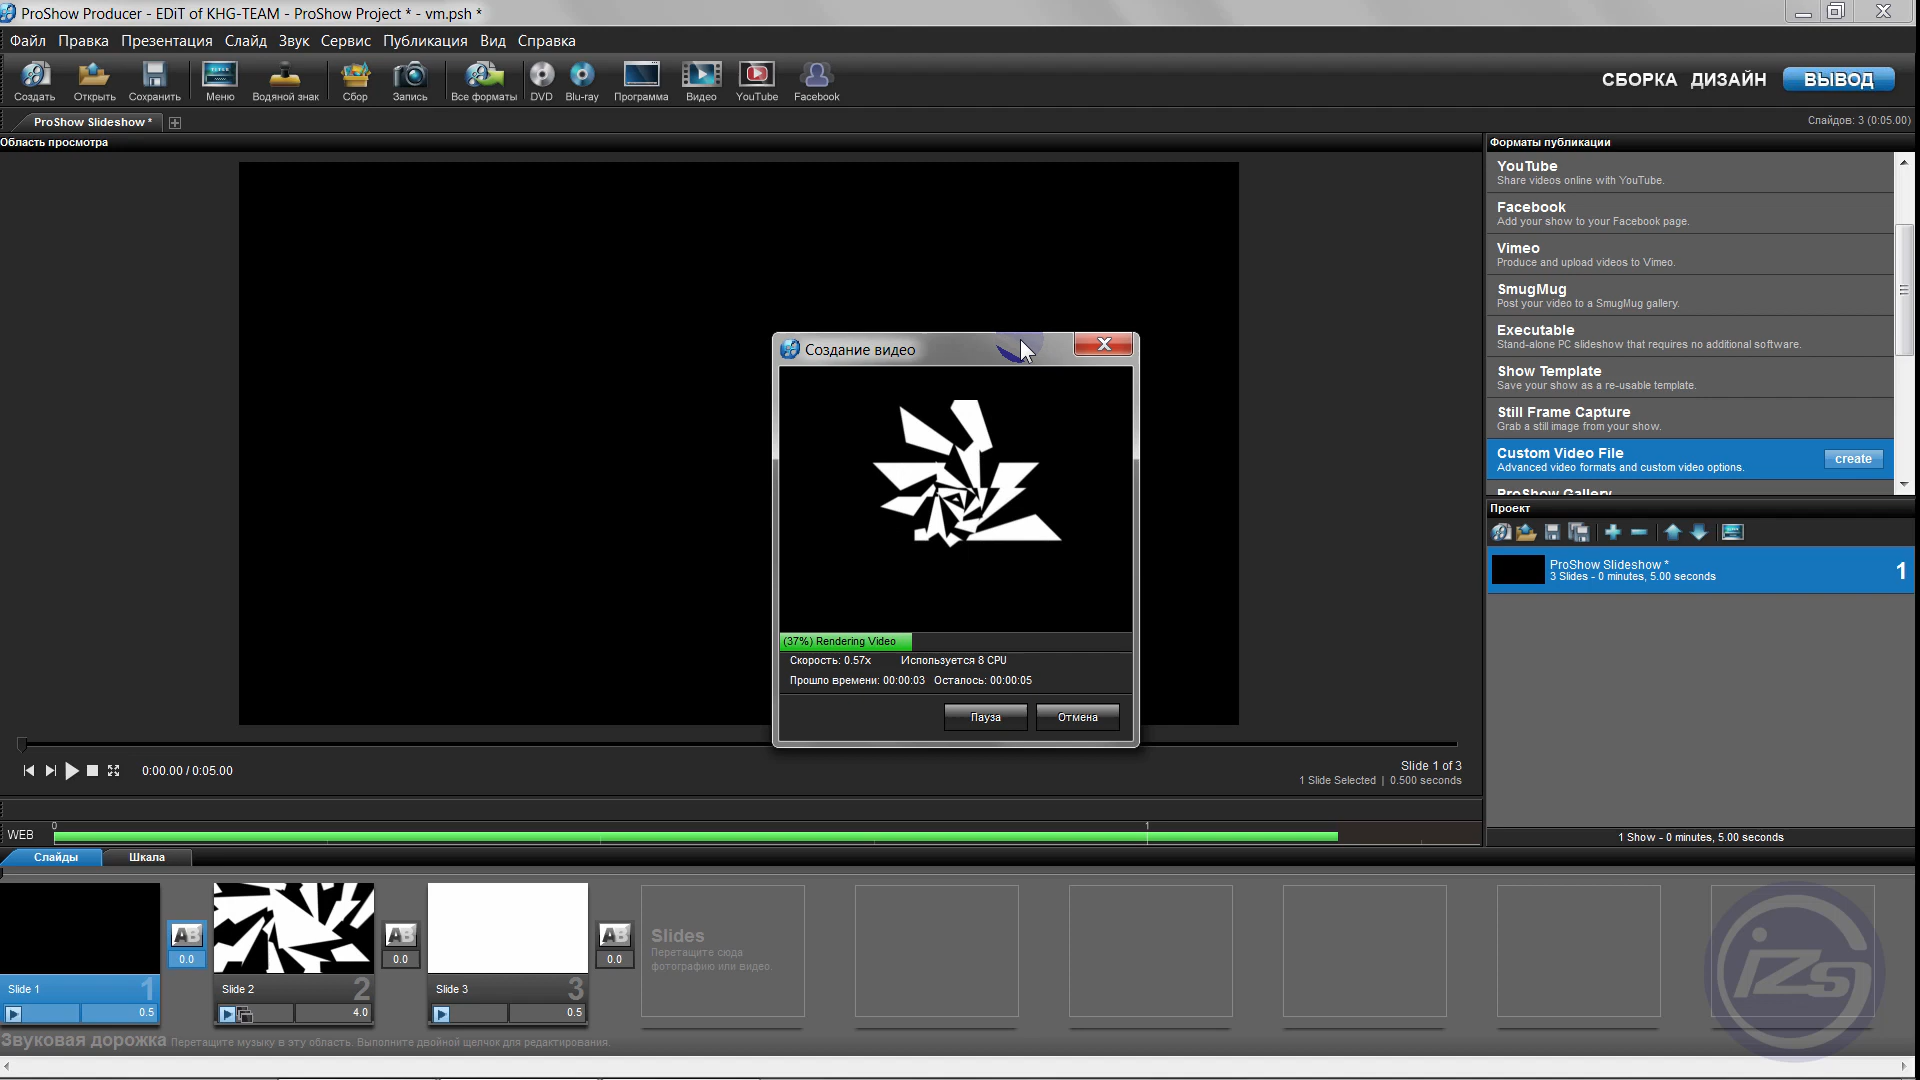 ProShow Producer - EDiT of KHG-TEAM - ProShow Project * - vm.psh *
Файл Правка Презентация Слайд Звук Сервис Публикация Вид Справка
Создать Открыть Сохранить Меню Водяной знак Сбор Запись Все форматы DVD Blu-ray Программа Видео YouTube Facebook
СБОРКА ДИЗАЙН ВЫВОД
ProShow Slideshow *
Слайдов: 3 (0:05.00)
Область просмотра
Форматы публикации
YouTube
Share videos online with YouTube.
Facebook
Add your show to your Facebook page.
Vimeo
Produce and upload videos to Vimeo.
SmugMug
Post your video to a SmugMug gallery.
Executable
Stand-alone PC slideshow that requires no additional software.
Show Template
Save your show as a re-usable template.
Still Frame Capture
Grab a still image from your show.
Custom Video File
Advanced video formats and custom video options.
create
ProShow Gallery
Создание видео
(37%) Rendering Video
Скорость: 0.57x Используется 8 CPU
Прошло времени: 00:00:03 Осталось: 00:00:05
Пауза Отмена
Проект
ProShow Slideshow *
3 Slides - 0 minutes, 5.00 seconds
1
1 Show - 0 minutes, 5.00 seconds
0:00.00 / 0:05.00
Slide 1 of 3
1 Slide Selected | 0.500 seconds
0 1
WEB
Слайды Шкала
AB AB AB
0.0 0.0 0.0
Slide 1 1 Slide 2 2 Slide 3 3
0.5 4.0 0.5
Slides
Перетащите сюда
фотографию или видео
Звуковая дорожка Перетащите музыку в эту область. Выполните двойной щелчок для редактирования.